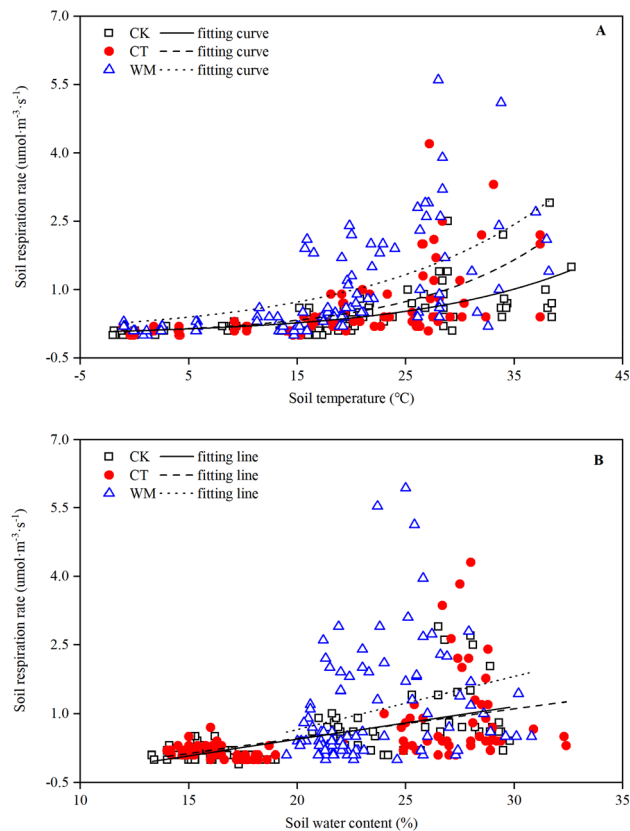 7.0
5.5
4.0
2.5
1.0
-0.5
Soil respiration rate (umol·m⁻³·s⁻¹)
CK fitting curve
CT fitting curve
WM fitting curve
A
-5 5 15 25 35 45
Soil temperature (℃)
7.0
5.5
4.0
2.5
1.0
-0.5
Soil respiration rate (umol·m⁻³·s⁻¹)
CK fitting line
CT fitting line
WM fitting line
B
10 15 20 25 30 35
Soil water content (%)